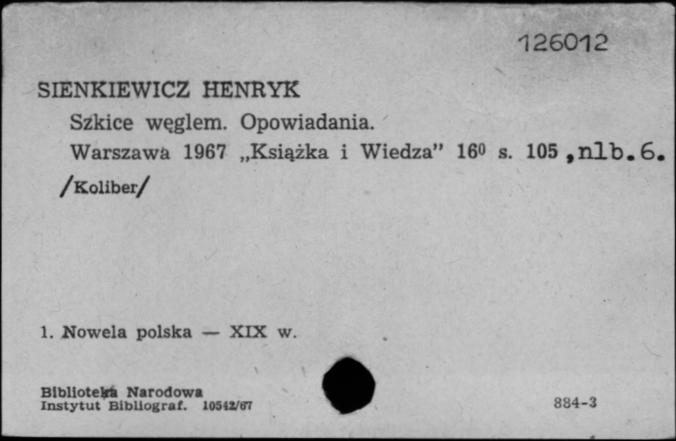 126012
SIENKIEWICZ HENRYK
Szkice węglem. Opowiadania.
Warszawa 1967 „Książka i Wiedza” 16⁰ s. 105, nlb. 6.
/Koliber/
1. Nowela polska — XIX w.
Biblioteka Narodowa
Instytut Bibliograf. 10542/67
884-3